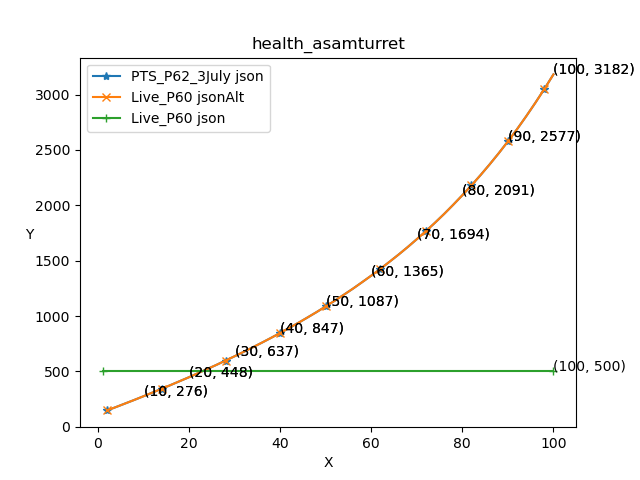 health_asamturret
PTS_P62_3July json
Live_P60 jsonAlt
Live_P60 json
(100, 3182)
3000
(90, 2577)
2500
(80, 2091)
2000
(70, 1694)
Y
1500
(60, 1365)
(50, 1087)
1000
(40, 847)
(30, 637)
500
(100, 500)
(20, 448)
(10, 276)
0
0 20 40 60 80 100
X